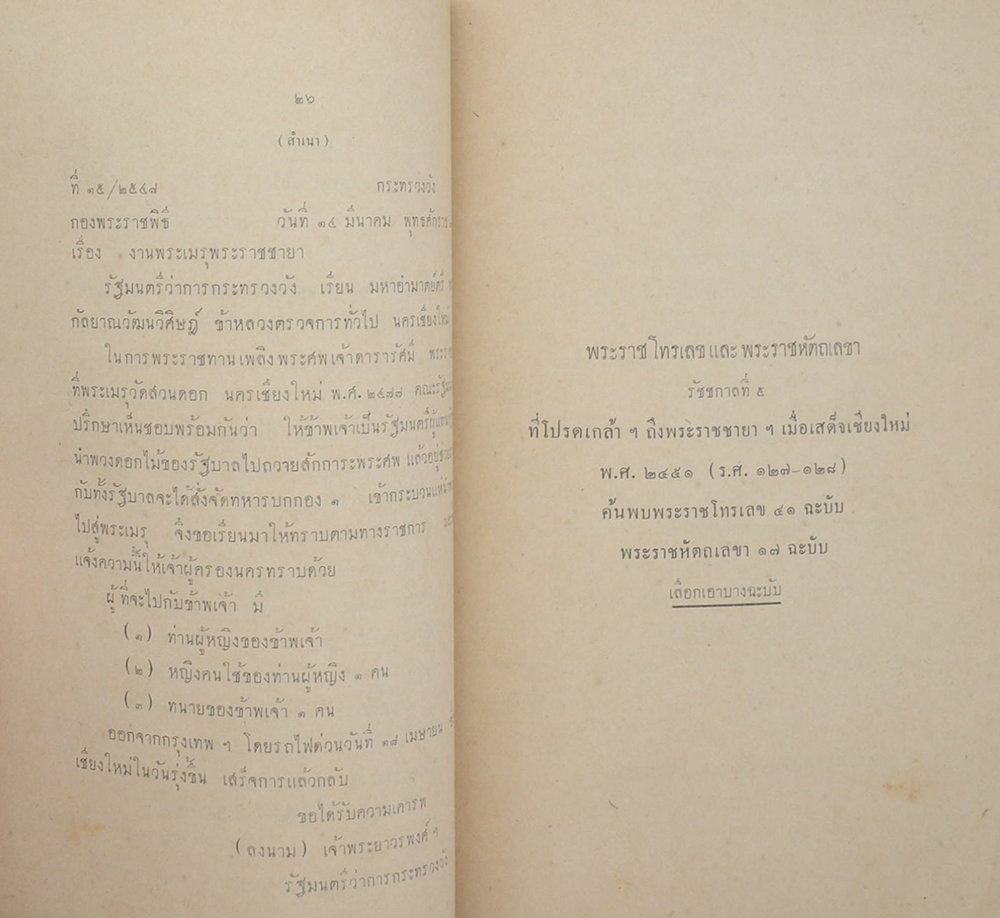 ๒๖
(สำเนา)
ที่ ๑๕/๒๕๔๗ กระทรวงวัง
กองพระราชพิธี วันที่ ๑๔ มีนาคม พุทธศักราช
เรื่อง งานพระเมรุพระราชชายา
รัฐมนตรีว่าการกระทรวงวัง เรียน มหาอำมาตย์ตรี
กัลยาณวัฒนวิศิษฏ์ ข้าหลวงตรวจการทั่วไป นครเชียงใหม่
ในการพระราชทานเพลิงพระศพเจ้าดารารัศมี
ที่พระเมรุวัดสวนดอก นครเชียงใหม่ พ.ศ. ๒๔๗๗ คณะรัฐ
ปรึกษาเห็นชอบพร้อมกันว่า ให้ข้าพเจ้าเป็นรัฐมนตรีผู้แทน
นำพวงดอกไม้ของรัฐบาลไปถวายสักการะพระศพ แล้วอยู่
กับทั้งรัฐบาลจะได้สั่งจัดทหารบกกอง ๑ เข้ากระบวนแห่
ไปสู่พระเมรุ จึงขอเรียนมาให้ทราบตามทางราชการ
แจ้งความนี้ให้เจ้าผู้ครองนครทราบด้วย
ผู้ที่จะไปกับข้าพเจ้า มี
(๑) ท่านผู้หญิงของข้าพเจ้า
(๒) หญิงคนใช้ของท่านผู้หญิง ๑ คน
(๓) ทนายของข้าพเจ้า ๑ คน
ออกจากกรุงเทพ ฯ โดยรถไฟด่วนวันที่ ๑๘ เมษายน
เชียงใหม่ในวันรุ่งขึ้น เสร็จการแล้วกลับ
ขอได้รับความเคารพ
(ลงนาม) เจ้าพระยาวรพงศ์ ฯ
รัฐมนตรีว่าการกระทรวงวัง
พระราชโทรเลขและพระราชหัตถเลขา
รัชชกาลที่ ๕
ที่โปรดเกล้า ฯ ถึงพระราชชายา ฯ เมื่อเสด็จเชียงใหม่
พ.ศ. ๒๔๕๑ (ร.ศ. ๑๒๗-๑๒๘)
ค้นพบพระราชโทรเลข ๔๑ ฉะบับ
พระราชหัตถเลขา ๑๗ ฉะบับ
เลือกเอาบางฉะบับ